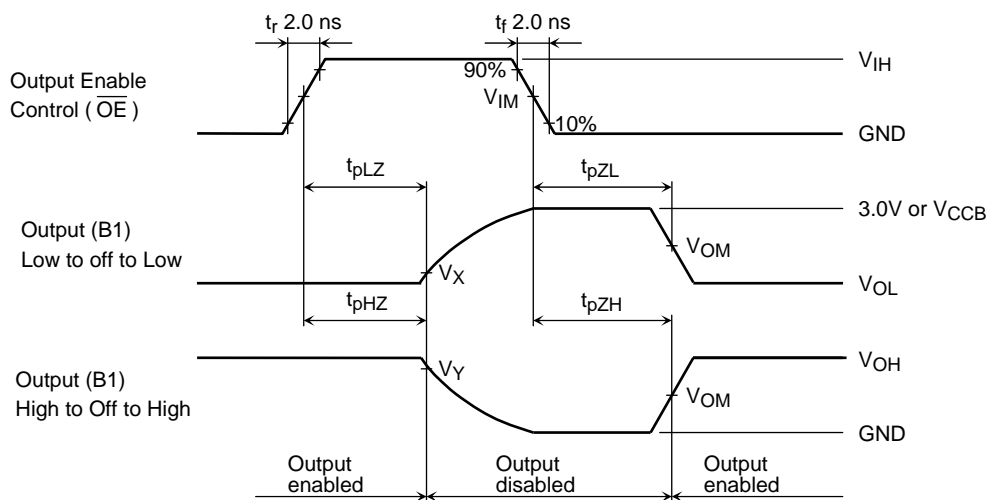 tr 2.0 ns
tf 2.0 ns
Output Enable
Control ( OE )
90%
VIM
10%
VIH
GND
tpLZ
tpZL
Output (B1)
Low to off to Low
VX
VOM
3.0V or VCCB
VOL
tpHZ
tpZH
Output (B1)
High to Off to High
VY
VOM
VOH
GND
Output
enabled
Output
disabled
Output
enabled